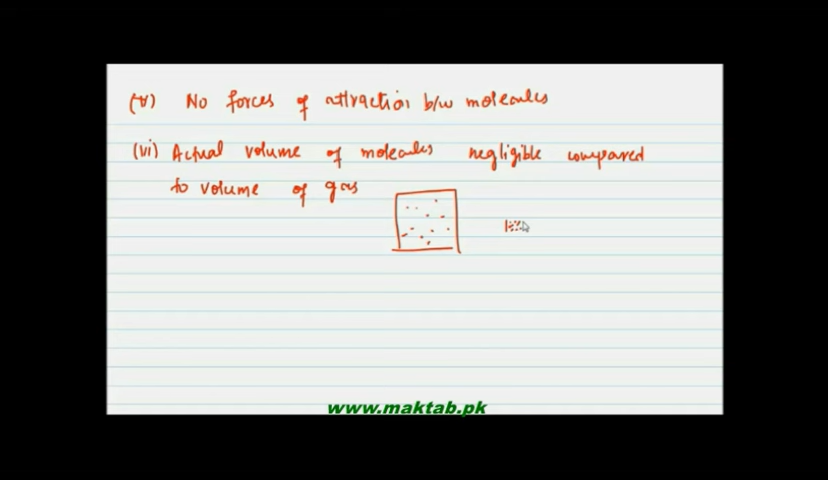 (v) No forces of attraction b/w molecules
(vi) Actual volume of molecules negligible compared
to volume of gas
www.maktab.pk